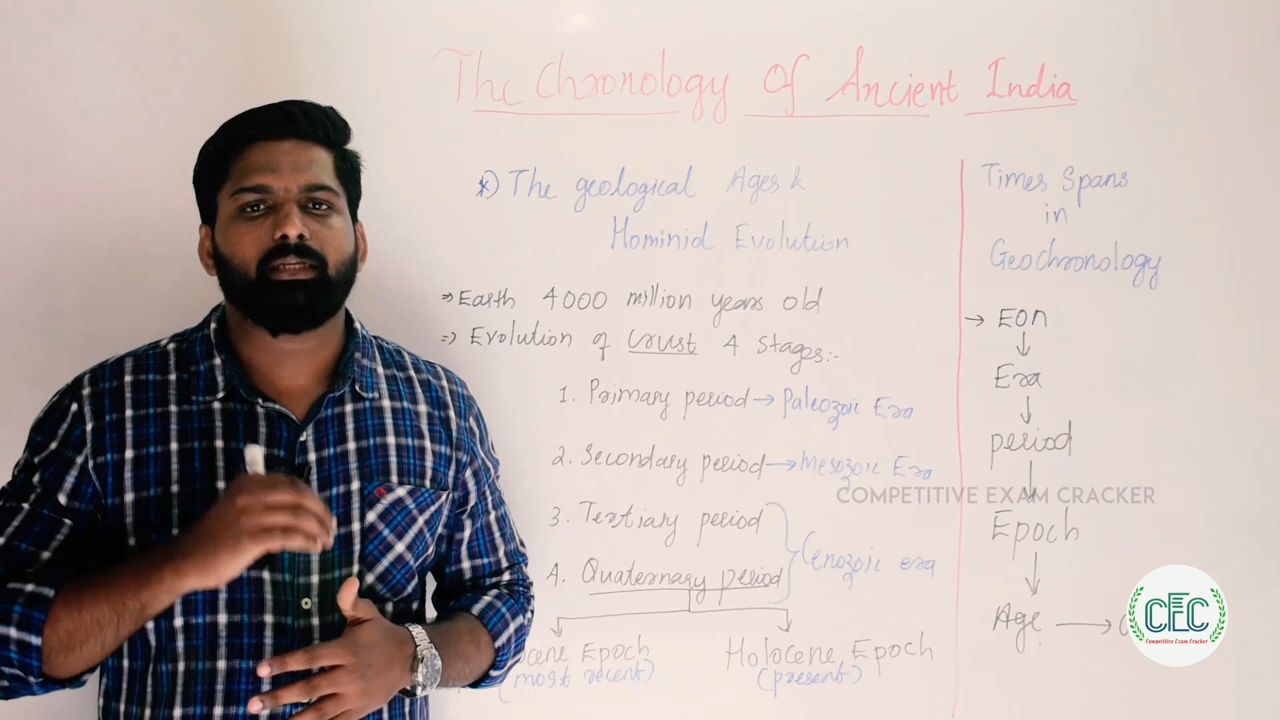 The Chronology Of Ancient India
*) The geological Ages &
Hominid Evolution
⇒ Earth 4000 million years old
⇒ Evolution of Crust 4 Stages:-
1. Primary period → Paleozoic Era
2. Secondary period → Mesozoic Era
3. Tertiary period
4. Quaternary period
Cenozoic era
cene Epoch
(most recent)
Holocene Epoch
(present)
Times Spans
in
Geochronology
→ Eon
↓
Era
↓
period
↓
Epoch
↓
Age →
COMPETITIVE EXAM CRACKER
CEC
Competitive Exam Cracker